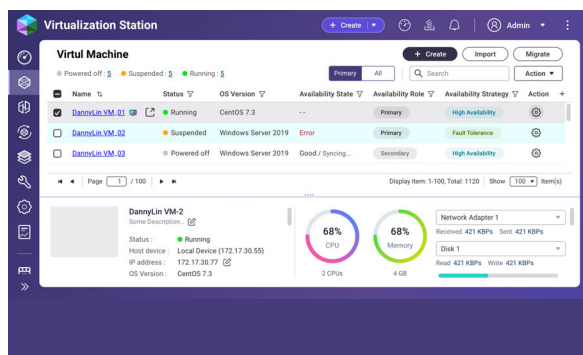 Virtualization Station
+ Create
Admin
Virtul Machine
+ Create
Import
Migrate
Powered off : 5 Suspended : 5 Running : 5
Primary
All
Search
Action
Name Status OS Version Availability State Availability Role Availability Strategy Action +
DannyLin VM_01 Running CentOS 7.3 -- Primary High Availability
DannyLin VM_02 Suspended Windows Server 2019 Error Primary Fault Tolerance
DannyLin VM_03 Powered off Windows Server 2019 Good / Syncing... Secondary High Availability
Page 1 / 100
Display Item: 1-100, Total: 1120 Show 100 Item(s)
DannyLin VM-2
Some Description...
Status : Running
Host device : Local Device (172.17.30.55)
IP address : 172.17.30.77
OS Version : CentOS 7.3
68%
CPU
2 CPUs
68%
Memory
4 GB
Network Adapter 1
Received 421 KBPs Sent 421 KBPs
Disk 1
Read 421 KBPs Write 421 KBPs